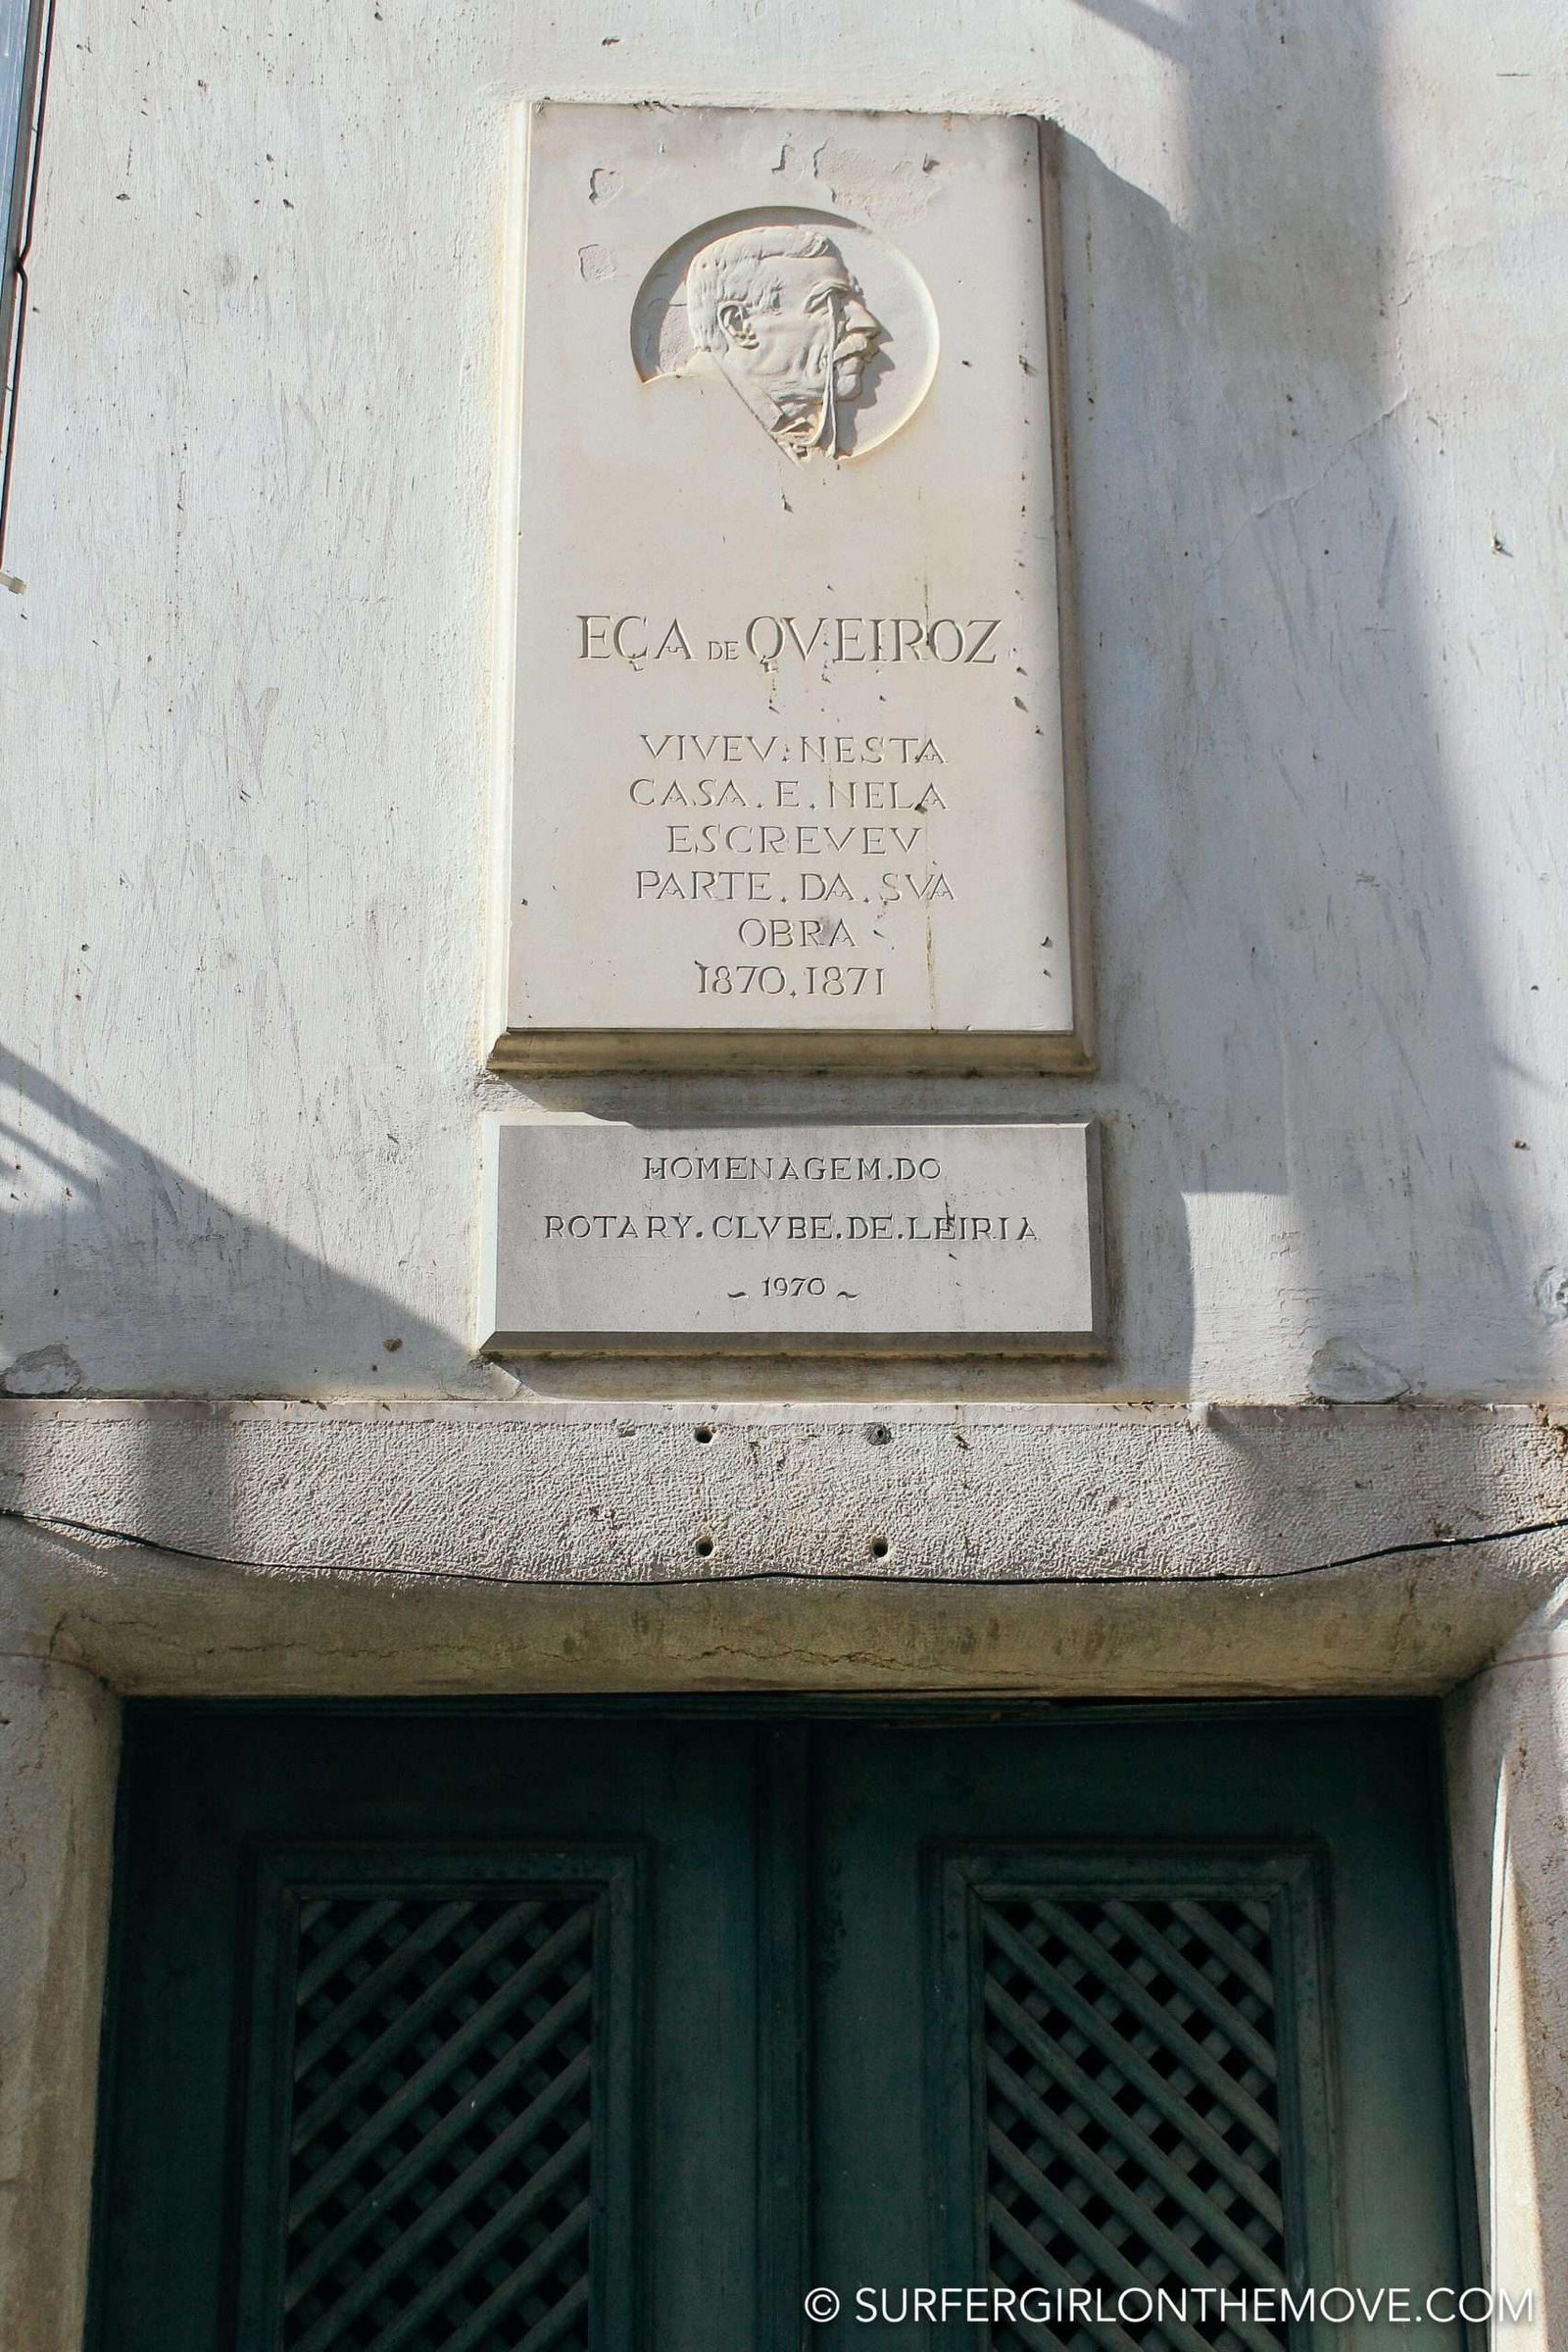 EÇA DE QVEIROZ
VIVEV.NESTA
CASA.E.NELA
ESCREVEV
PARTE.DA.SVA
OBRA
1870.1871
HOMENAGEM.DO
ROTARY.CLVBE.DE.LEIRIA
~ 1970 ~
© SURFERGIRLONTHEMOVE.COM